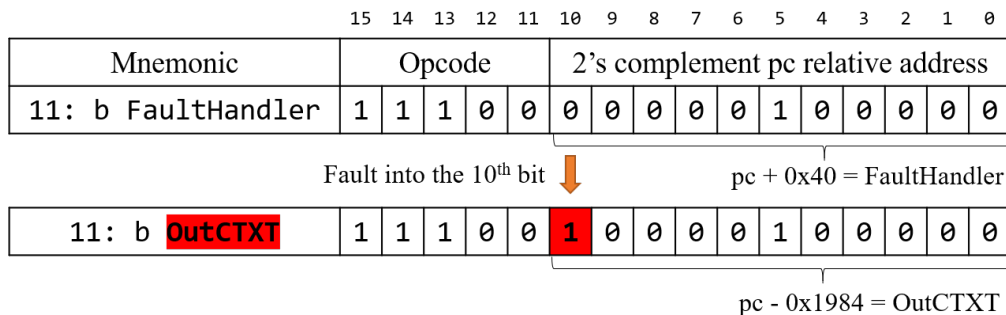 15 14 13 12 11 10 9 8 7 6 5 4 3 2 1 0
Mnemonic Opcode 2's complement pc relative address
11: b FaultHandler 1 1 1 0 0 0 0 0 0 0 1 0 0 0 0 0
Fault into the 10th bit pc + 0x40 = FaultHandler
11: b OutCTXT 1 1 1 0 0 1 0 0 0 0 1 0 0 0 0 0
pc - 0x1984 = OutCTXT